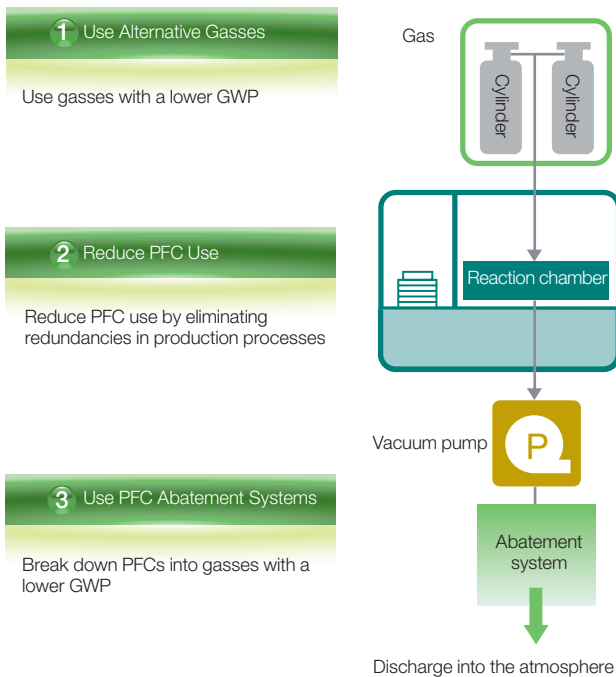 1 Use Alternative Gasses
Use gasses with a lower GWP
2 Reduce PFC Use
Reduce PFC use by eliminating
redundancies in production processes
3 Use PFC Abatement Systems
Break down PFCs into gasses with a
lower GWP
Gas
Cylinder
Cylinder
Reaction chamber
Vacuum pump
P
Abatement
system
Discharge into the atmosphere